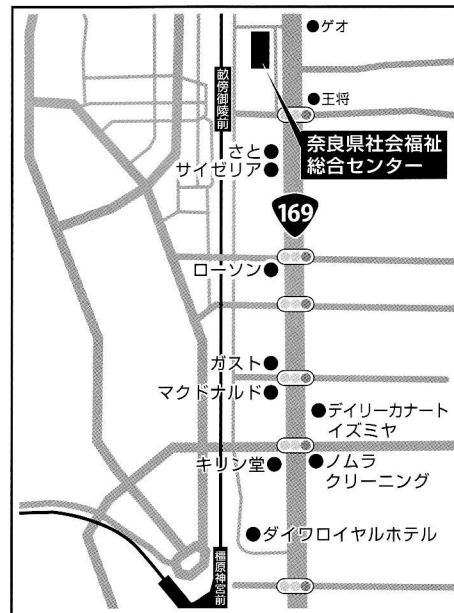 ゲオ
畝傍御陵前
王将
奈良県社会福祉
総合センター
さと
サイゼリア
169
ローソン
ガスト
マクドナルド
デイリーカナート
イズミヤ
キリン堂
ノムラ
クリーニング
ダイワロイヤルホテル
橿原神宮前